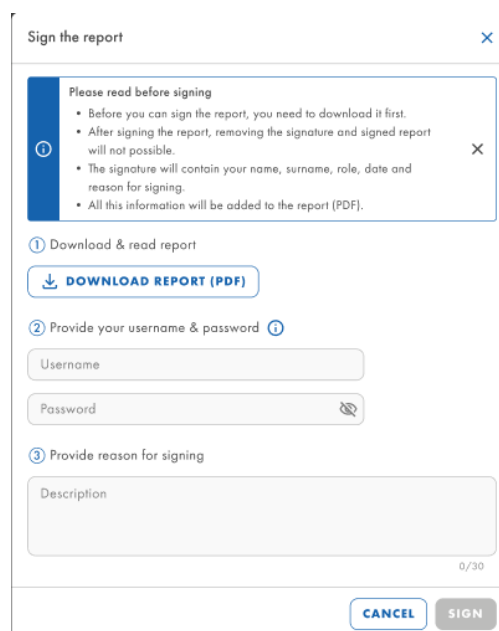 Sign the report
Please read before signing
• Before you can sign the report, you need to download it first.
• After signing the report, removing the signature and signed report
will not possible.
• The signature will contain your name, surname, role, date and
reason for signing.
• All this information will be added to the report (PDF).
1 Download & read report
DOWNLOAD REPORT (PDF)
2 Provide your username & password
Username
Password
3 Provide reason for signing
Description
0/30
CANCEL
SIGN